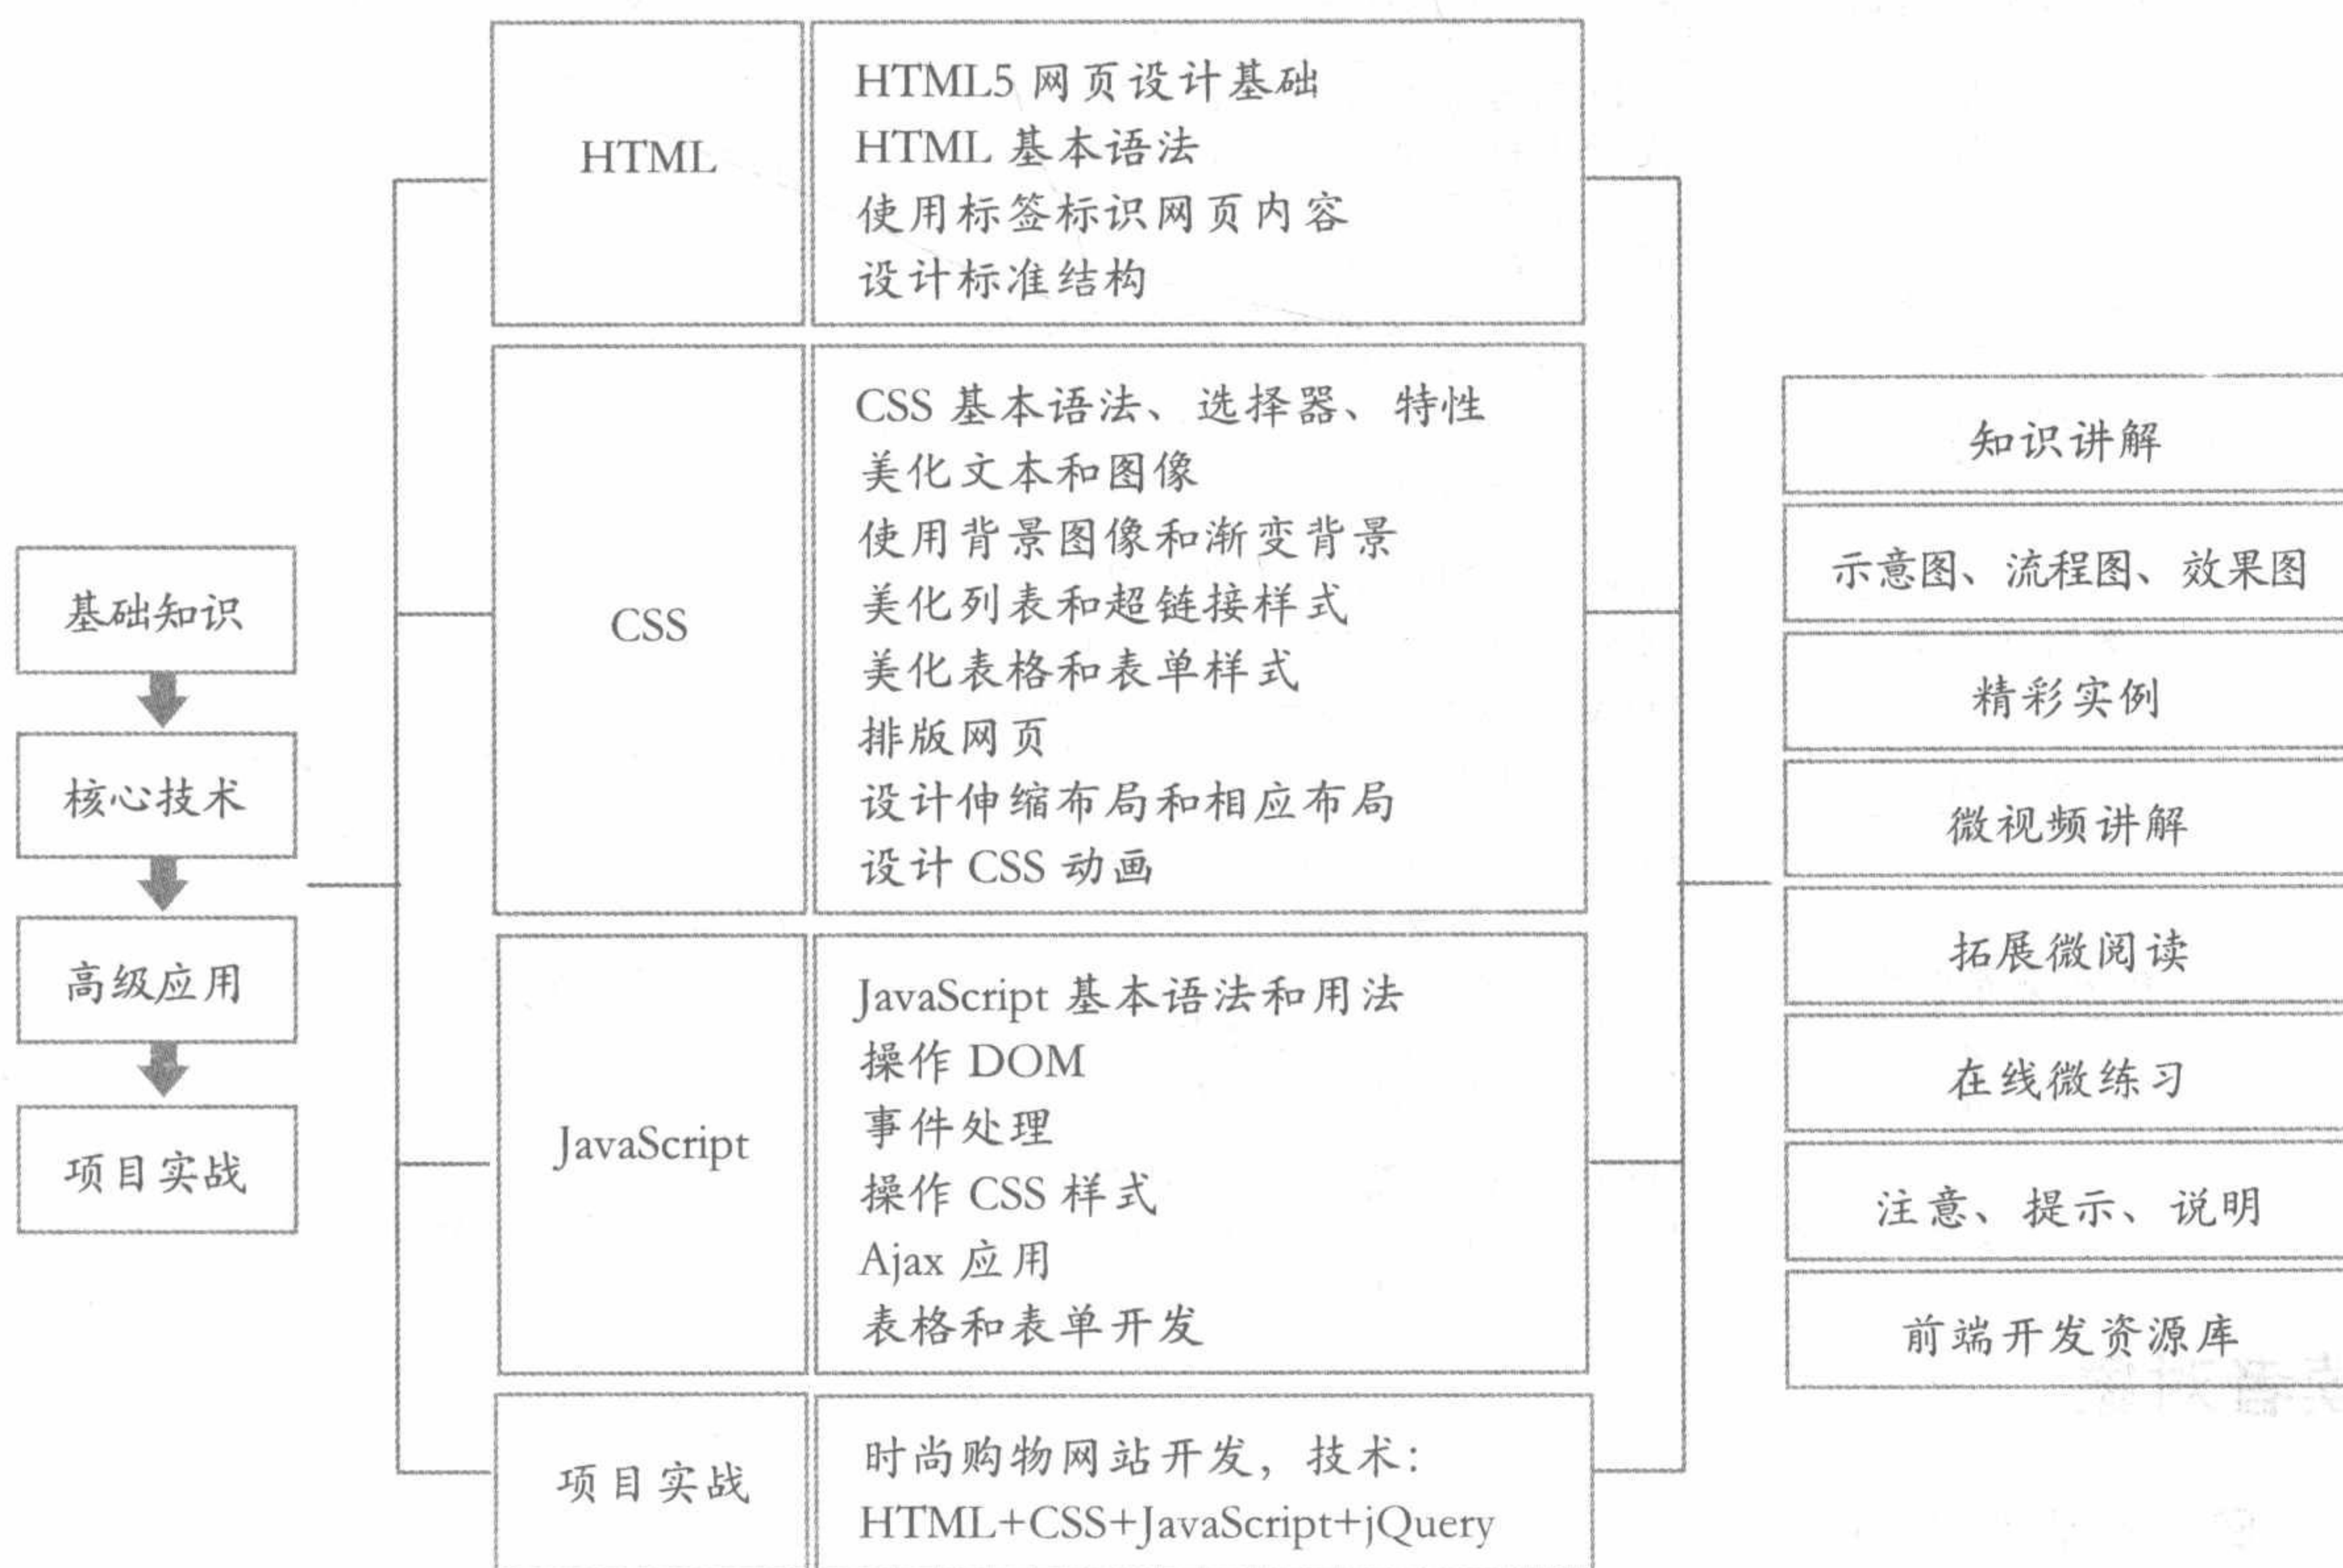 基础知识
核心技术
高级应用
项目实战
HTML
HTML5 网页设计基础
HTML 基本语法
使用标签标识网页内容
设计标准结构
CSS
CSS 基本语法、选择器、特性
美化文本和图像
使用背景图像和渐变背景
美化列表和超链接样式
美化表格和表单样式
排版网页
设计伸缩布局和相应布局
设计 CSS 动画
JavaScript
JavaScript 基本语法和用法
操作 DOM
事件处理
操作 CSS 样式
Ajax 应用
表格和表单开发
项目实战
时尚购物网站开发，技术：
HTML+CSS+JavaScript+jQuery
知识讲解
示意图、流程图、效果图
精彩实例
微视频讲解
拓展微阅读
在线微练习
注意、提示、说明
前端开发资源库